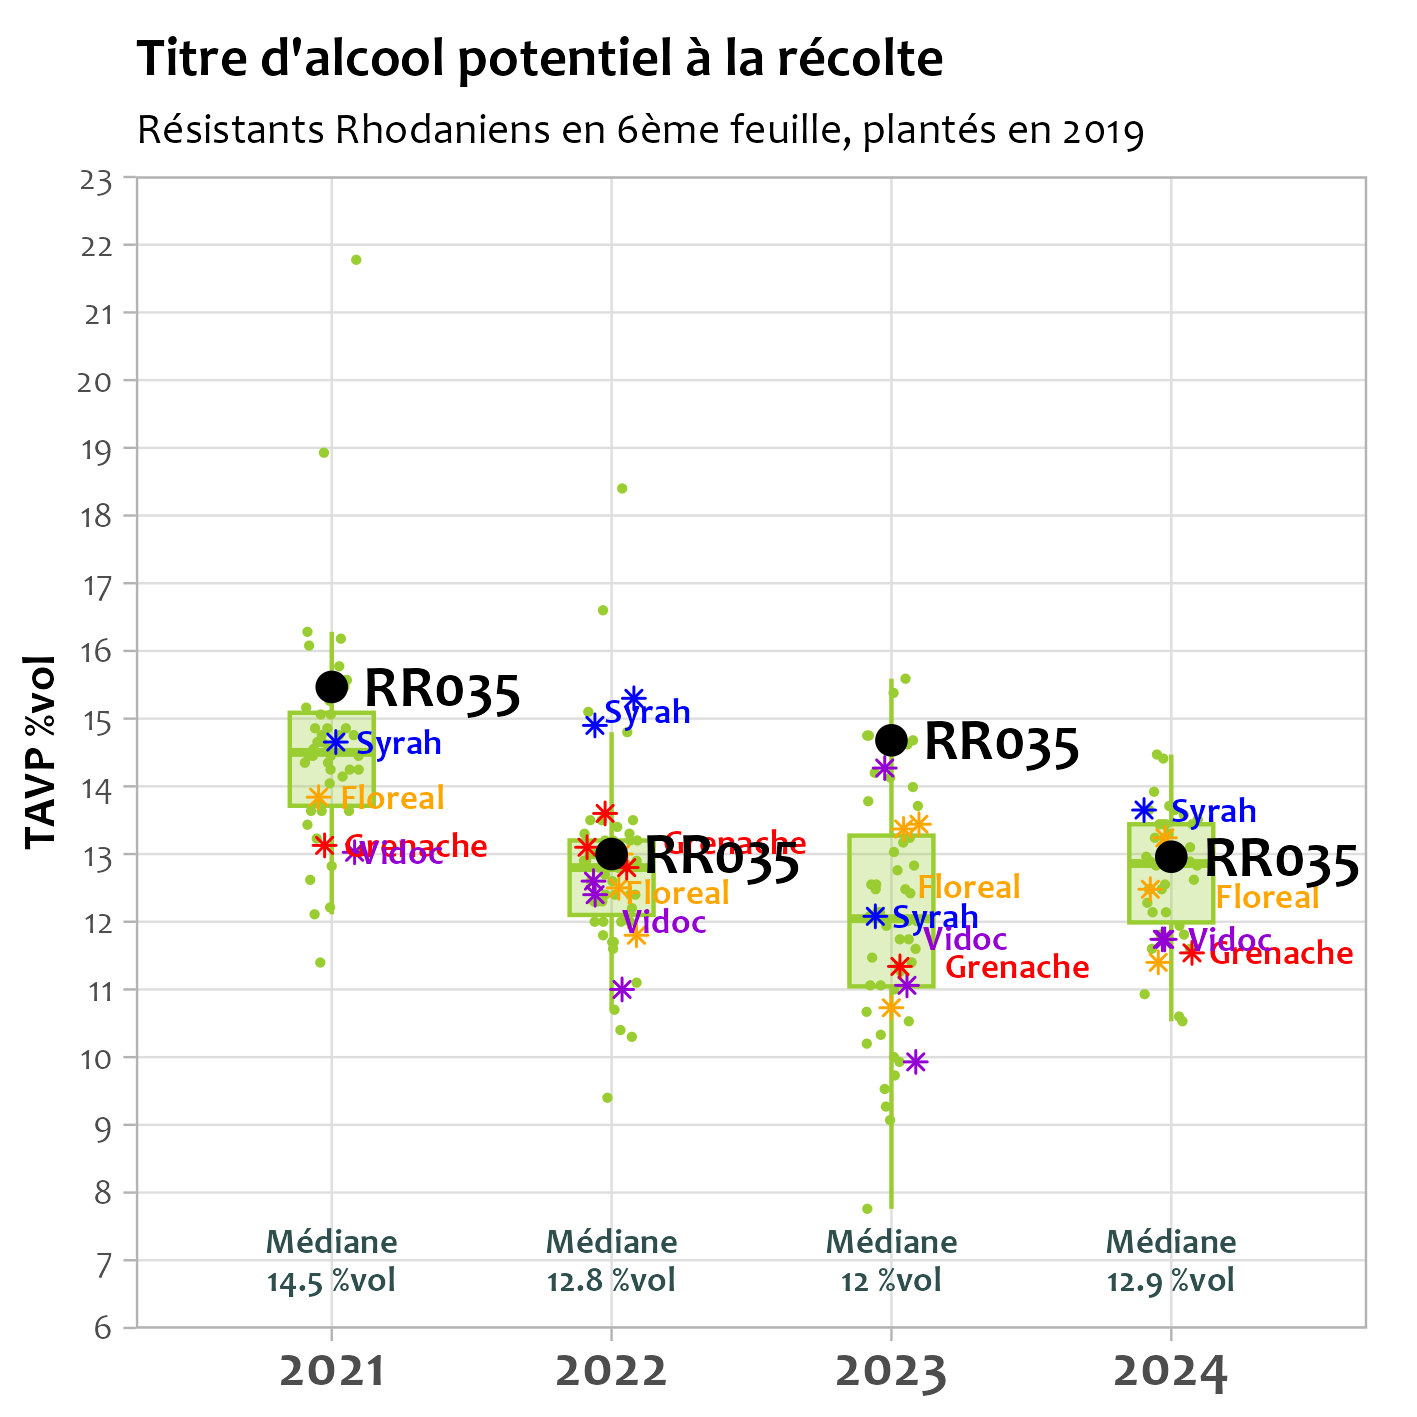 Titre d'alcool potentiel à la récolte
Résistants Rhodaniens en 6ème feuille, plantés en 2019
TAVP %vol
23
22
21
20
19
18
17
16
15
14
13
12
11
10
9
8
7
6
RR035
Syrah
Floreal
Grenache
Vidoc
Syrah
Grenache
RR035
Floreal
Vidoc
RR035
Floreal
Syrah
Vidoc
Grenache
Syrah
RR035
Floreal
Vidoc
Grenache
Médiane
14.5 %vol
Médiane
12.8 %vol
Médiane
12 %vol
Médiane
12.9 %vol
2021
2022
2023
2024